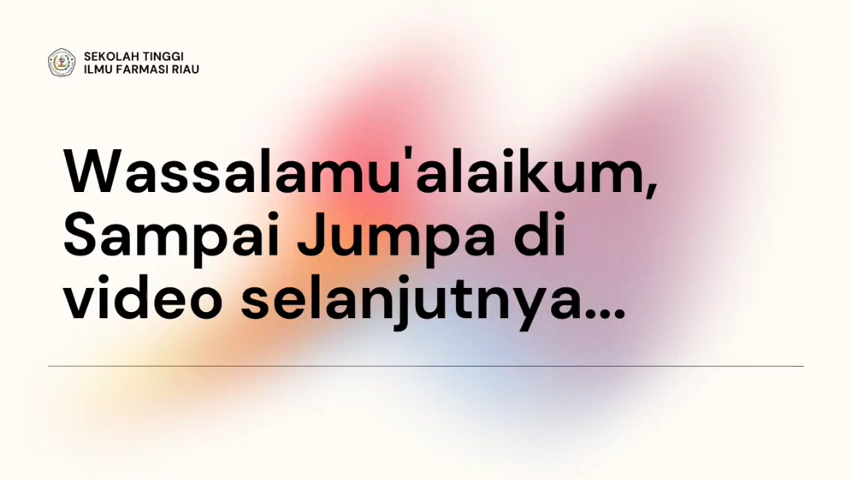 SEKOLAH TINGGI
ILMU FARMASI RIAU
Wassalamu'alaikum,
Sampai Jumpa di
video selanjutnya...